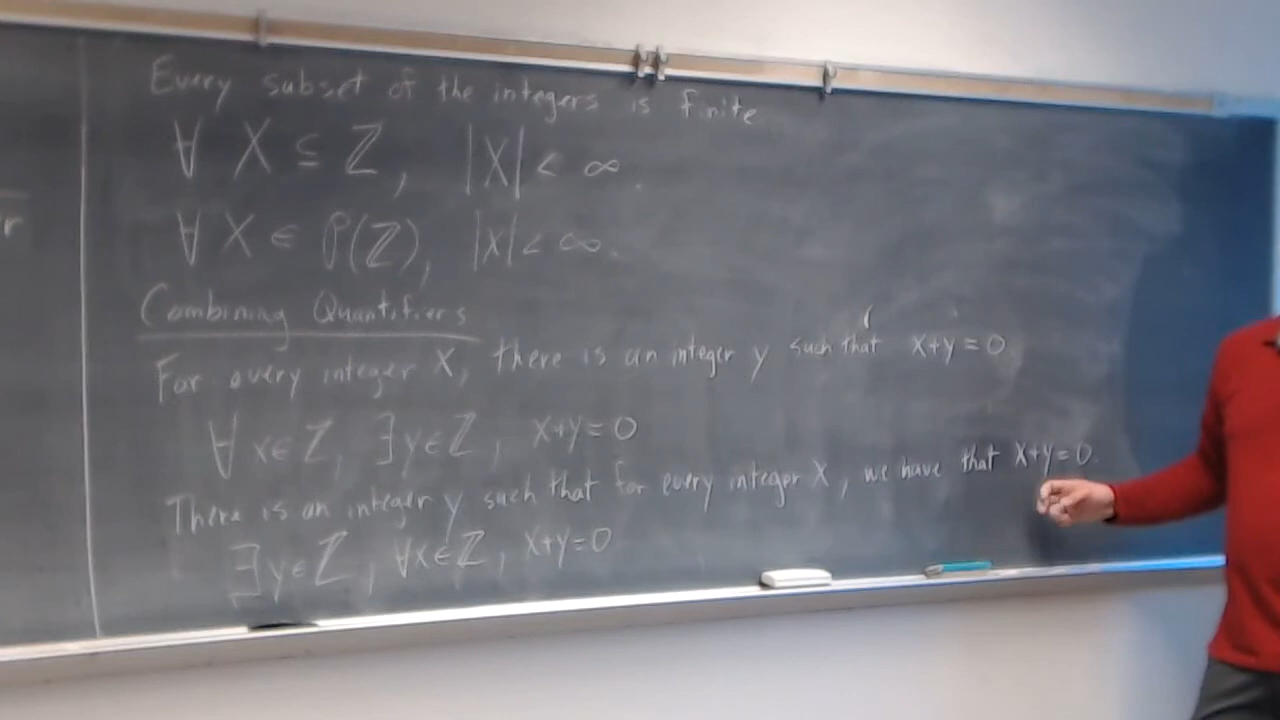 Every subset of the integers is finite
∀ X ⊆ ℤ, |X| < ∞.
∀ X ∈ P(ℤ), |X| < ∞.
Combining Quantifiers
For every integer X, there is an integer y such that x+y=0
∀ x∈ℤ, ∃y∈ℤ, x+y=0
There is an integer y such that for every integer X, we have that x+y=0.
∃y∈ℤ, ∀x∈ℤ, x+y=0